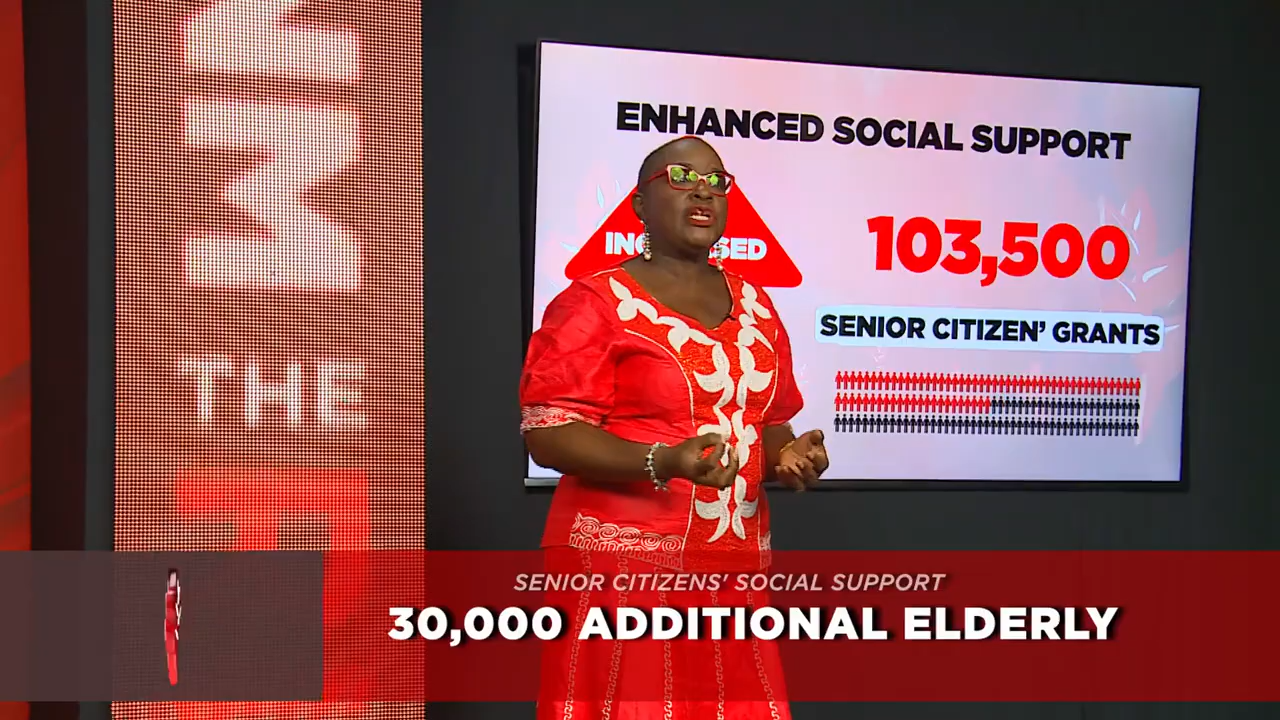 ENHANCED SOCIAL SUPPORT
103,500
SENIOR CITIZEN' GRANTS
THE
SENIOR CITIZENS' SOCIAL SUPPORT
30,000 ADDITIONAL ELDERLY